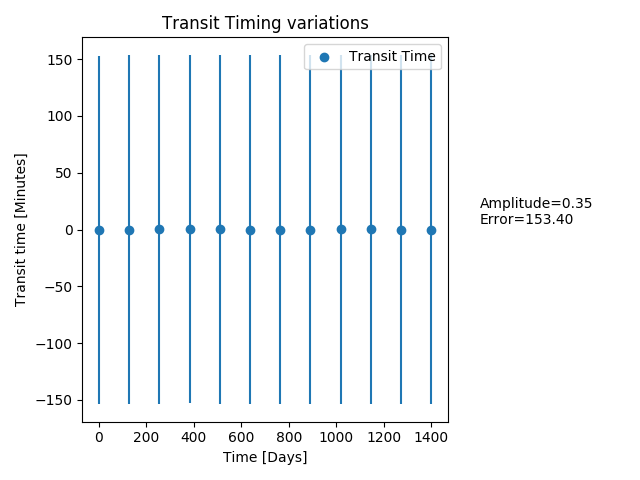 Transit Timing variations
Transit Time
150
100
50
0
−50
−100
−150
Transit time [Minutes]
0 200 400 600 800 1000 1200 1400
Time [Days]
Amplitude=0.35
Error=153.40